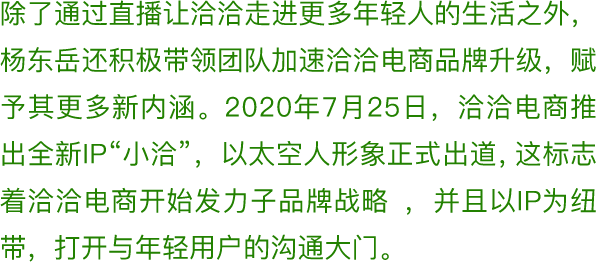 除了通过直播让洽洽走进更多年轻人的生活之外，
杨东岳还积极带领团队加速洽洽电商品牌升级，赋
予其更多新内涵。2020年7月25日，洽洽电商推
出全新IP“小洽”，以太空人形象正式出道，这标志
着洽洽电商开始发力子品牌战略 ，并且以IP为纽
带，打开与年轻用户的沟通大门。